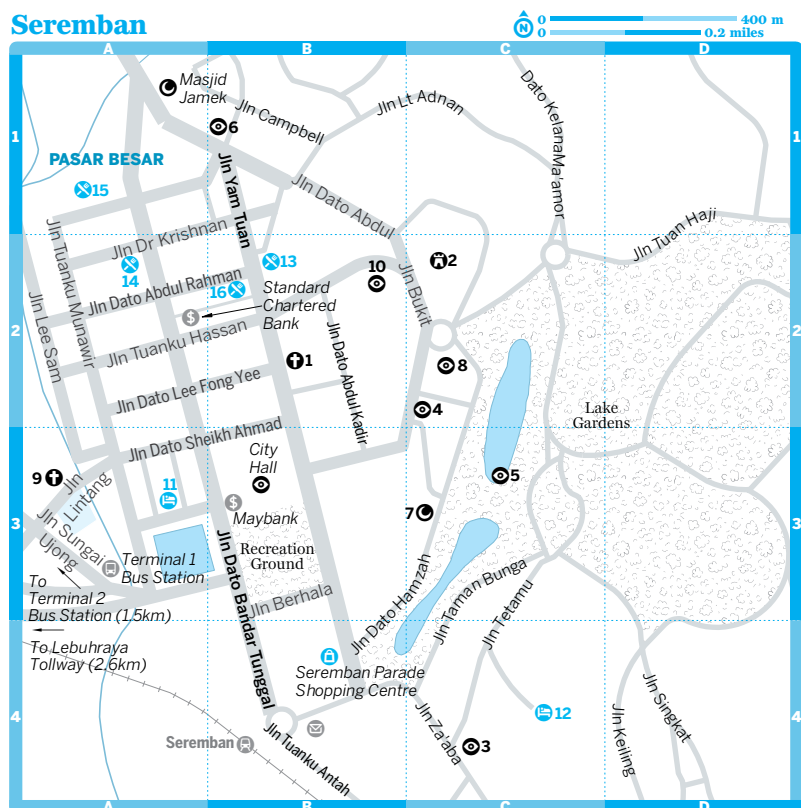 Seremban
N
0 400 m
0 0.2 miles
A B C D
1
Masjid
Jamek
6
Jln Campbell
Jln Lt Adnan
Dato Kelana Ma'amor
1
PASAR BESAR
15
Jln Yam Tuan
Jln Dato Abdul
Jln Tuanku Munawir
Jln Dr Krishnan
14
13
10
Jln Bukit
2
Jln Tuan Haji
Jln Lee Sam
Jln Dato Abdul Rahman
16
$
Standard
Chartered
Bank
2
Jln Tuanku Hassan
1
Jln Dato Abdul Kadir
8
2
Jln Dato Lee Fong Yee
4
Lake
Gardens
Jln Dato Sheikh Ahmad
City
Hall
9
Jln
Lintang
11
$
Maybank
7
5
3
Jln Sungai
Ujong
Terminal 1
Bus Station
Jln Dato Bandar Tunggal
Recreation
Ground
3
To
Terminal 2
Bus Station (1.5km)
Jln Berhala
Jln Dato Hamzah
Jln Taman Bunga
Jln Tetamu
To Lebuhraya
Tollway (2.6km)
Seremban Parade
Shopping Centre
4
Seremban
Jln Tuanku Antah
Jln Za'aba
3
12
Jln Keiling
Jln Singkat
4
A B C D